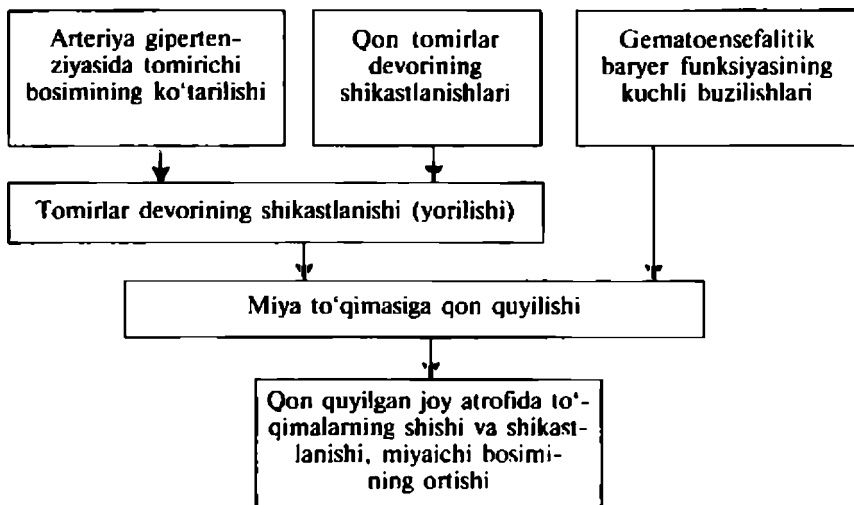 Arteriya giperten-
ziyasida tomirichi
bosimining ko‘tarilishi
Qon tomirlar
devorining
shikastlanishlari
Gematoensefalitik
baryer funksiyasining
kuchli buzilishlari
Tomirlar devorining shikastlanishi (yorilishi)
Miya to‘qimasiga qon quyilishi
Qon quyilgan joy atrofida to‘-
qimalarning shishi va shikast-
lanishi, miyaichi bosimi-
ning ortishi